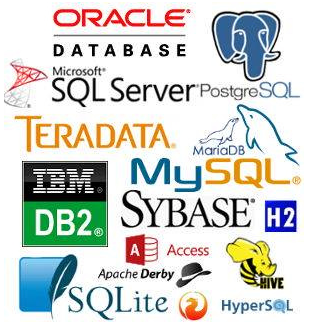 ORACLE®
DATABASE
Microsoft®
SQL Server®
PostgreSQL
TERADATA®
MariaDB
MySQL®
IBM®
DB2®
SYBASE®
H2
Access
Apache Derby
HIVE
SQLite
HyperSQL